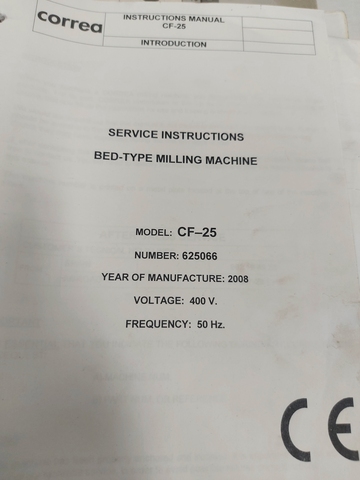 correa
INSTRUCTIONS MANUAL
CF-25
INTRODUCTION
SERVICE INSTRUCTIONS
BED-TYPE MILLING MACHINE
MODEL: CF–25
NUMBER: 625066
YEAR OF MANUFACTURE: 2008
VOLTAGE: 400 V.
FREQUENCY: 50 Hz.
CE